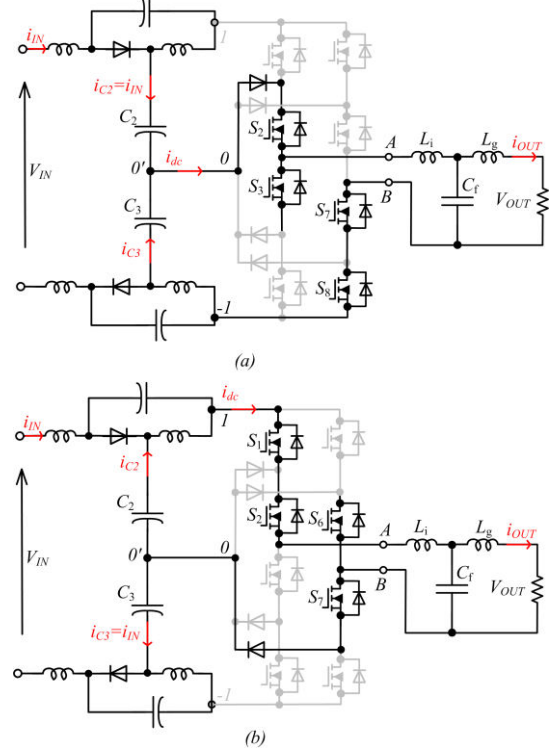 i_IN
1
i_C2=i_IN
C_2
S_2
A
L_i
L_g
i_OUT
V_IN
0'
i_dc
0
C_3
S_3
B
C_f
V_OUT
S_7
i_C3
-1
S_8
(a)
i_IN
i_dc
1
S_1
i_C2
C_2
S_2
S_6
A
L_i
L_g
i_OUT
V_IN
0'
0
C_3
S_7
B
C_f
V_OUT
i_C3=i_IN
-1
(b)